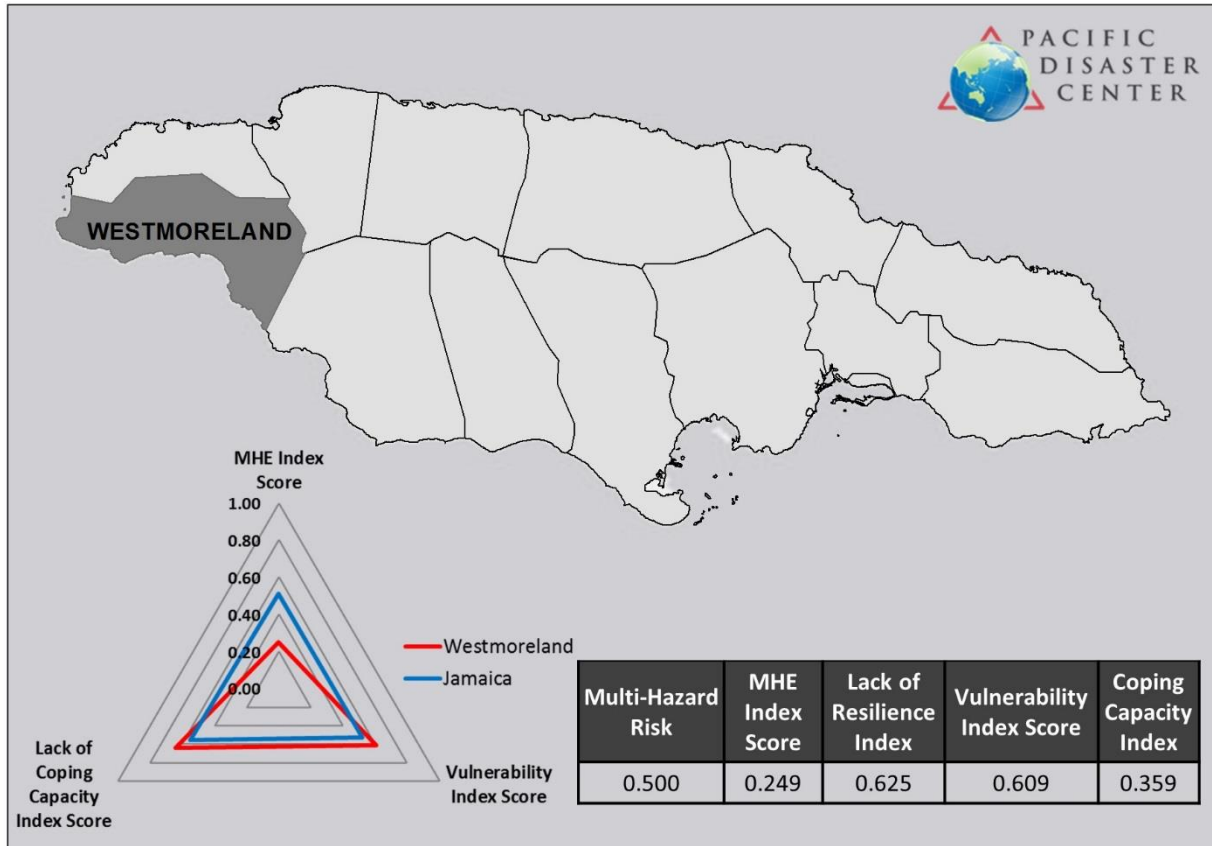 PACIFIC
DISASTER
CENTER
WESTMORELAND
MHE Index
Score
1.00
0.80
0.60
0.40
0.20
0.00
Westmoreland
Jamaica
Lack of
Coping
Capacity
Index Score
Vulnerability
Index Score
Multi-Hazard
Risk
MHE
Index
Score
Lack of
Resilience
Index
Vulnerability
Index Score
Coping
Capacity
Index
0.500
0.249
0.625
0.609
0.359